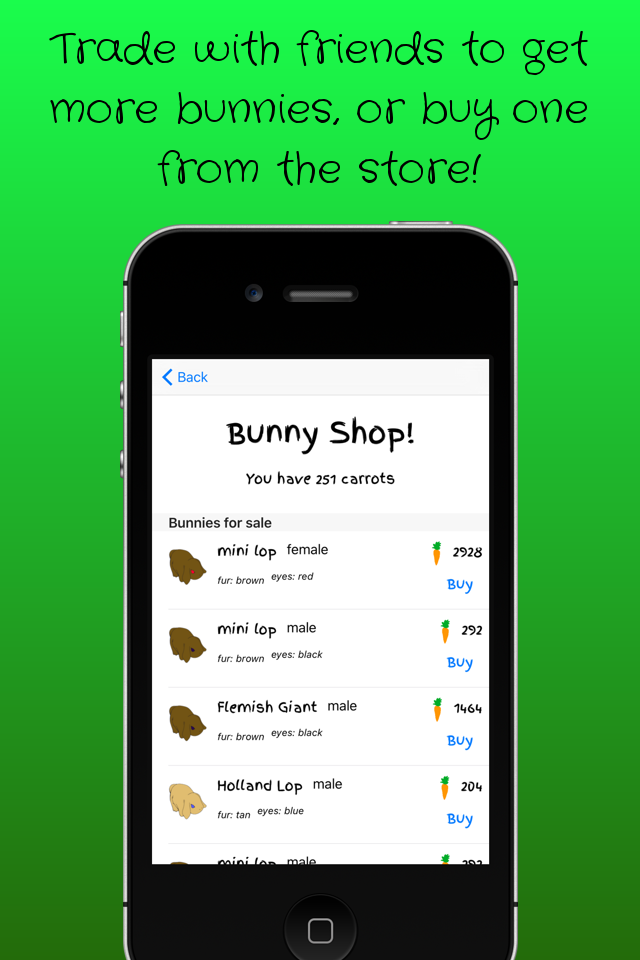 Trade with friends to get
more bunnies, or buy one
from the store!
Back
Bunny Shop!
You have 251 carrots
Bunnies for sale
mini lop female 2928
fur: brown eyes: red Buy
mini lop male 292
fur: brown eyes: black Buy
Flemish Giant male 1464
fur: brown eyes: black Buy
Holland Lop male 204
fur: tan eyes: blue Buy
mini lop male 292